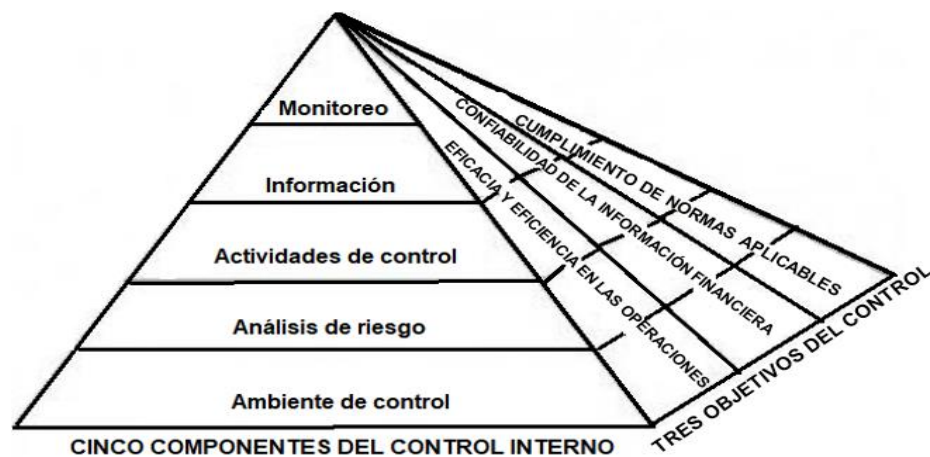 Monitoreo
Información
Actividades de control
Análisis de riesgo
Ambiente de control
CINCO COMPONENTES DEL CONTROL INTERNO
EFICACIA Y EFICIENCIA EN LAS OPERACIONES
CONFIABILIDAD DE LA INFORMACIÓN FINANCIERA
CUMPLIMIENTO DE NORMAS APLICABLES
TRES OBJETIVOS DEL CONTROL